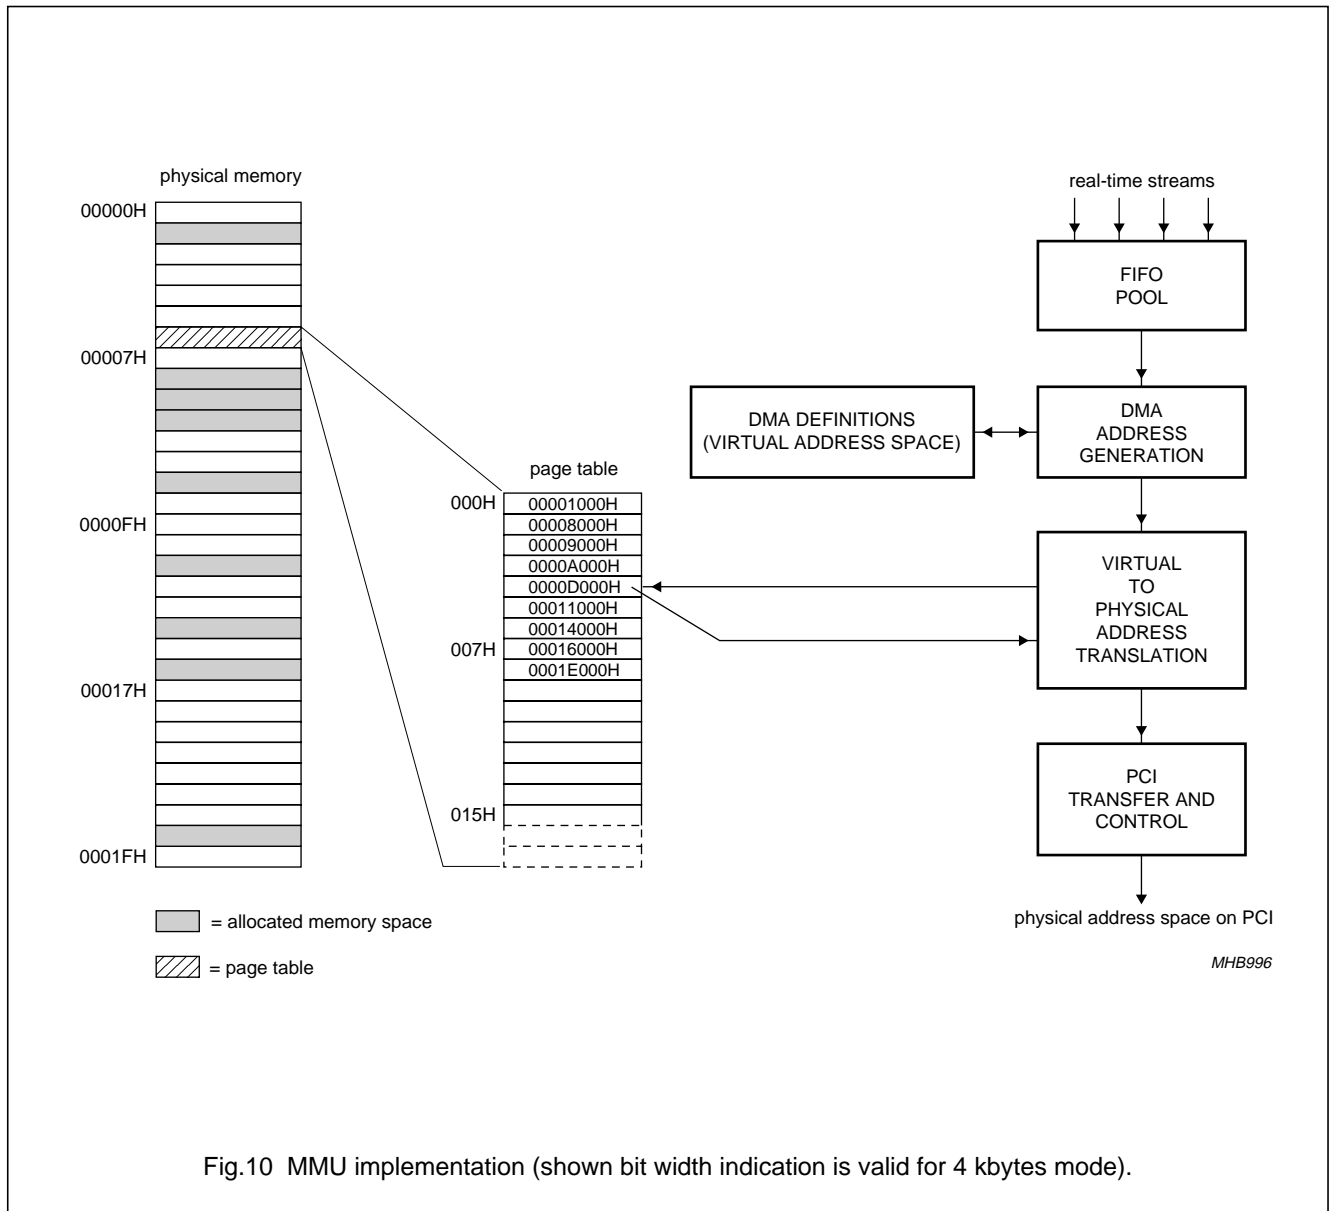 physical memory
00000H
00007H
0000FH
00017H
0001FH
= allocated memory space
= page table
page table
000H
00001000H
00008000H
00009000H
0000A000H
0000D000H
00011000H
00014000H
007H
00016000H
0001E000H
015H
real-time streams
FIFO
POOL
DMA DEFINITIONS
(VIRTUAL ADDRESS SPACE)
DMA
ADDRESS
GENERATION
VIRTUAL
TO
PHYSICAL
ADDRESS
TRANSLATION
PCI
TRANSFER AND
CONTROL
physical address space on PCI
MHB996
Fig.10 MMU implementation (shown bit width indication is valid for 4 kbytes mode).